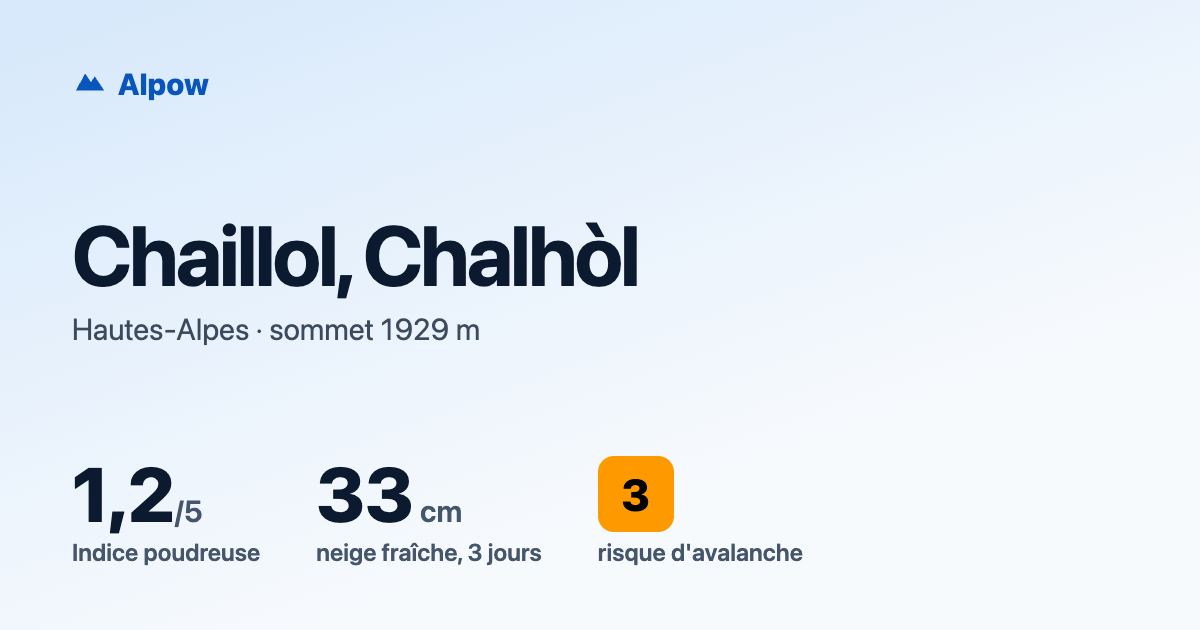 Alpow
Chaillol, Chalhòl
Hautes-Alpes · sommet 1929 m
1,2/5
Indice poudreuse
33 cm
neige fraîche, 3 jours
3
risque d'avalanche